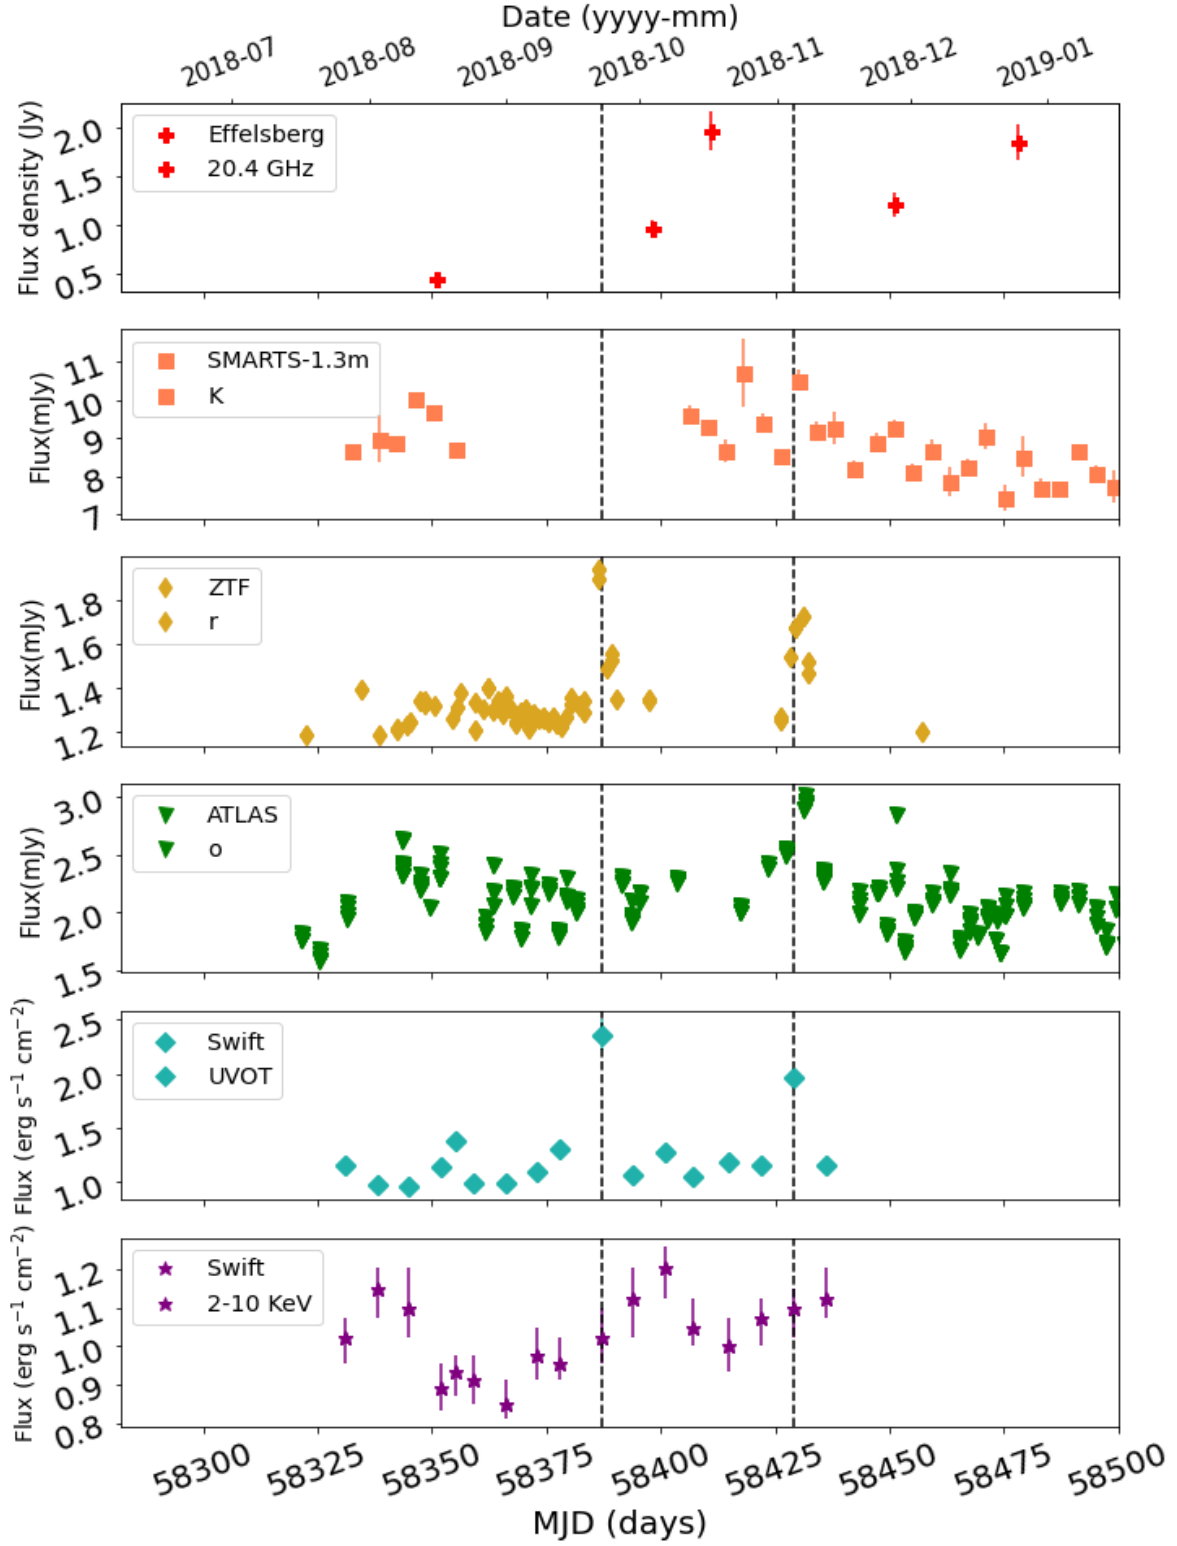 Date (yyyy-mm)
2018-07 2018-08 2018-09 2018-10 2018-11 2018-12 2019-01
Flux density (Jy)
2.0
1.5
1.0
0.5
Effelsberg
20.4 GHz
Flux(mJy)
11
10
9
8
7
SMARTS-1.3m
K
Flux(mJy)
1.8
1.6
1.4
1.2
ZTF
r
Flux(mJy)
3.0
2.5
2.0
1.5
ATLAS
o
Flux (erg s⁻¹ cm⁻²)
2.5
2.0
1.5
1.0
Swift
UVOT
Flux (erg s⁻¹ cm⁻²)
1.2
1.1
1.0
0.9
0.8
Swift
2-10 KeV
58300 58325 58350 58375 58400 58425 58450 58475 58500
MJD (days)